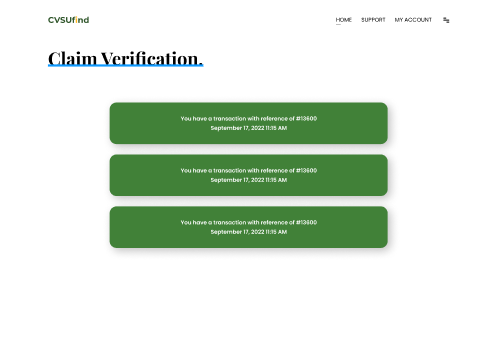 CVSUfind
HOME SUPPORT MY ACCOUNT
Claim Verification.
You have a transaction with reference of #13600
September 17, 2022 11:15 AM
You have a transaction with reference of #13600
September 17, 2022 11:15 AM
You have a transaction with reference of #13600
September 17, 2022 11:15 AM